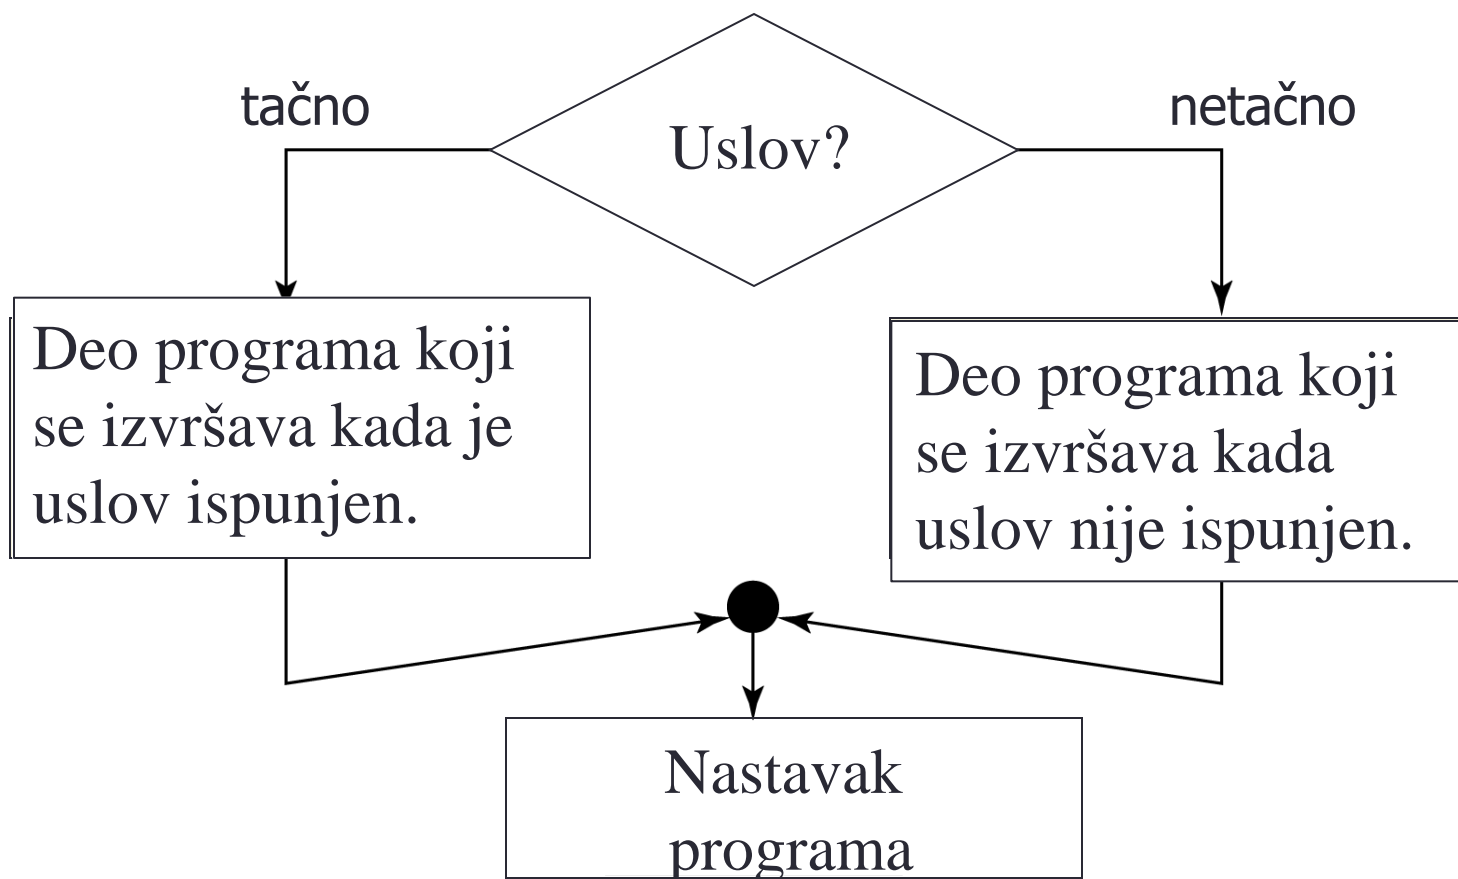 Uslov?
tačno
netačno
Deo programa koji
se izvršava kada je
uslov ispunjen.
Deo programa koji
se izvršava kada
uslov nije ispunjen.
Nastavak
programa